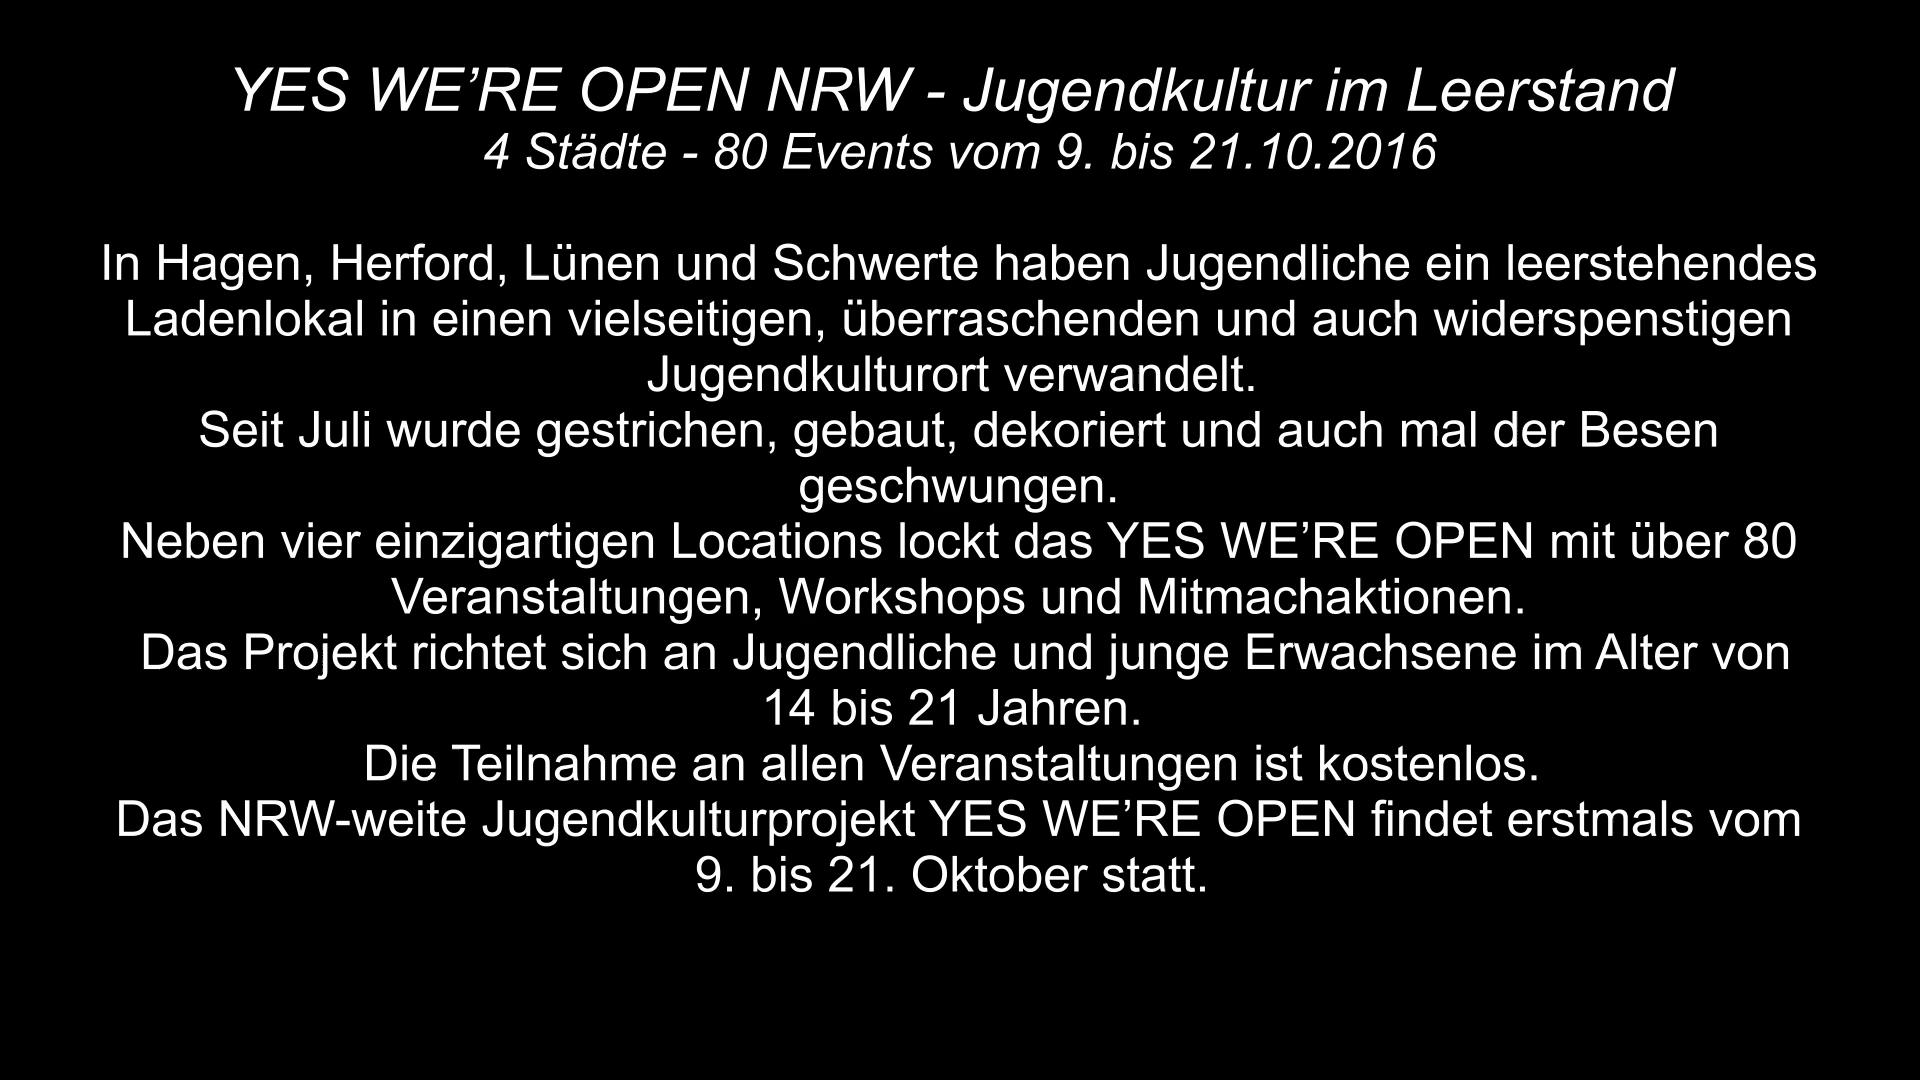 YES WE’RE OPEN NRW - Jugendkultur im Leerstand
4 Städte - 80 Events vom 9. bis 21.10.2016
In Hagen, Herford, Lünen und Schwerte haben Jugendliche ein leerstehendes
Ladenlokal in einen vielseitigen, überraschenden und auch widerspenstigen
Jugendkulturort verwandelt.
Seit Juli wurde gestrichen, gebaut, dekoriert und auch mal der Besen
geschwungen.
Neben vier einzigartigen Locations lockt das YES WE’RE OPEN mit über 80
Veranstaltungen, Workshops und Mitmachaktionen.
Das Projekt richtet sich an Jugendliche und junge Erwachsene im Alter von
14 bis 21 Jahren.
Die Teilnahme an allen Veranstaltungen ist kostenlos.
Das NRW-weite Jugendkulturprojekt YES WE’RE OPEN findet erstmals vom
9. bis 21. Oktober statt.